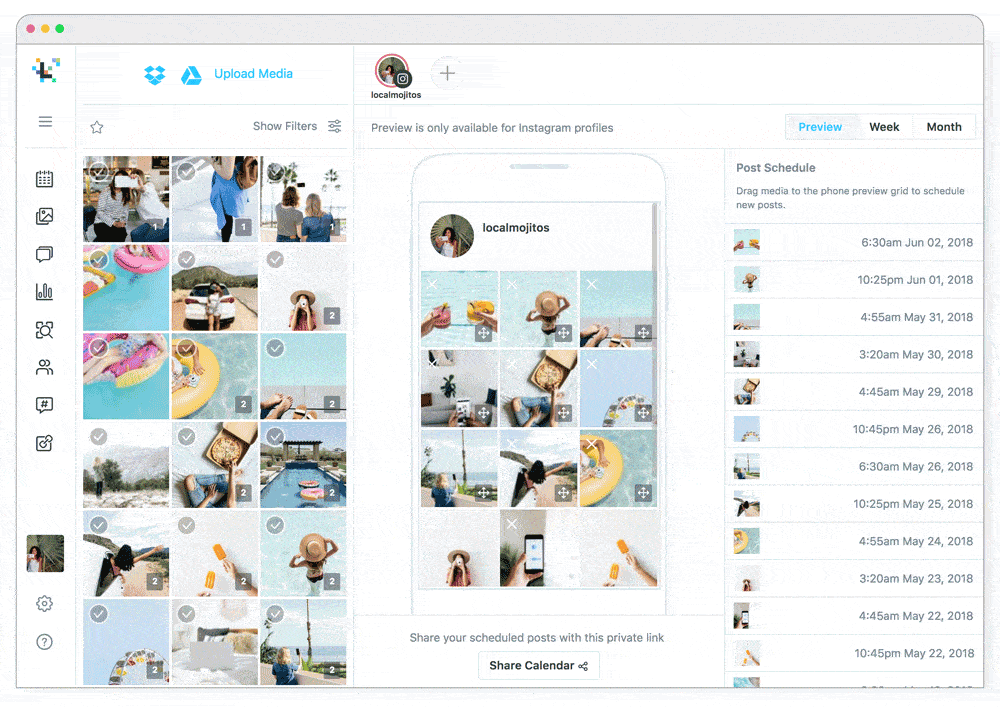 Upload Media
localmojitos
Show Filters
Preview is only available for Instagram profiles
Preview
Week
Month
1
1
1
2
2
2
2
2
2
2
2
2
2
localmojitos
Share your scheduled posts with this private link
Share Calendar
Post Schedule
Drag media to the phone preview grid to schedule
new posts.
6:30am Jun 02, 2018
10:25pm Jun 01, 2018
4:55am May 31, 2018
3:20am May 30, 2018
4:45am May 29, 2018
10:45pm May 26, 2018
6:30am May 26, 2018
10:25pm May 25, 2018
4:55am May 24, 2018
3:20am May 23, 2018
4:45am May 22, 2018
10:45pm May 22, 2018